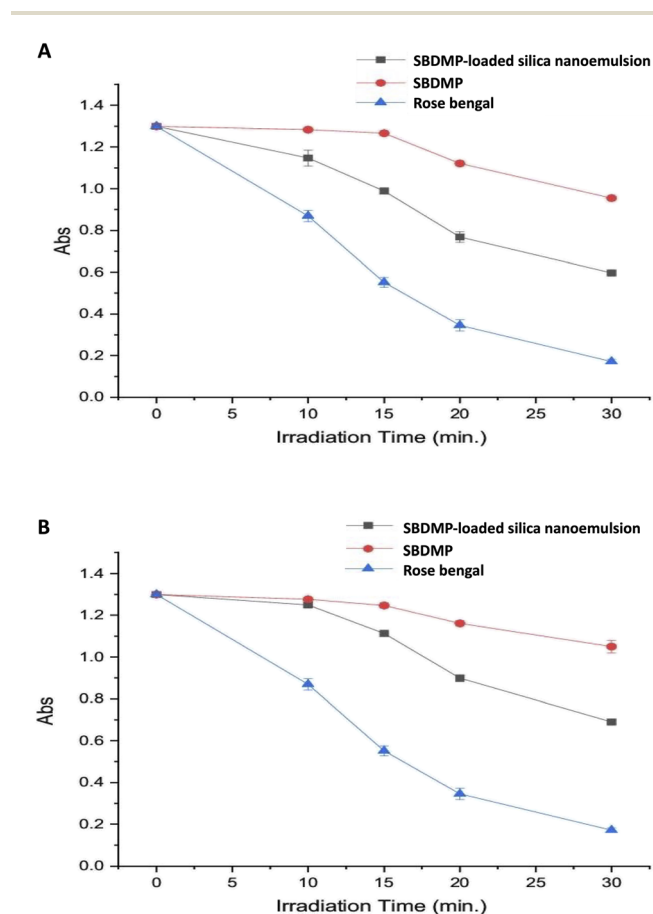 A
SBDMP-loaded silica nanoemulsion
SBDMP
Rose bengal
1.4
1.2
1.0
0.8
0.6
0.4
0.2
0.0
Abs
0 5 10 15 20 25 30
Irradiation Time (min.)
B
SBDMP-loaded silica nanoemulsion
SBDMP
Rose bengal
1.4
1.2
1.0
0.8
0.6
0.4
0.2
0.0
Abs
0 5 10 15 20 25 30
Irradiation Time (min.)